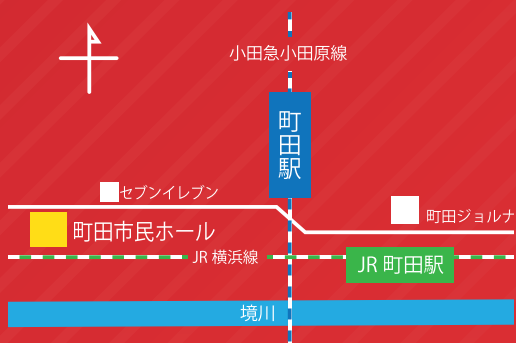 小田急小田原線
町田駅
セブンイレブン
町田ジョルナ
町田市民ホール
JR 横浜線
JR 町田駅
境川